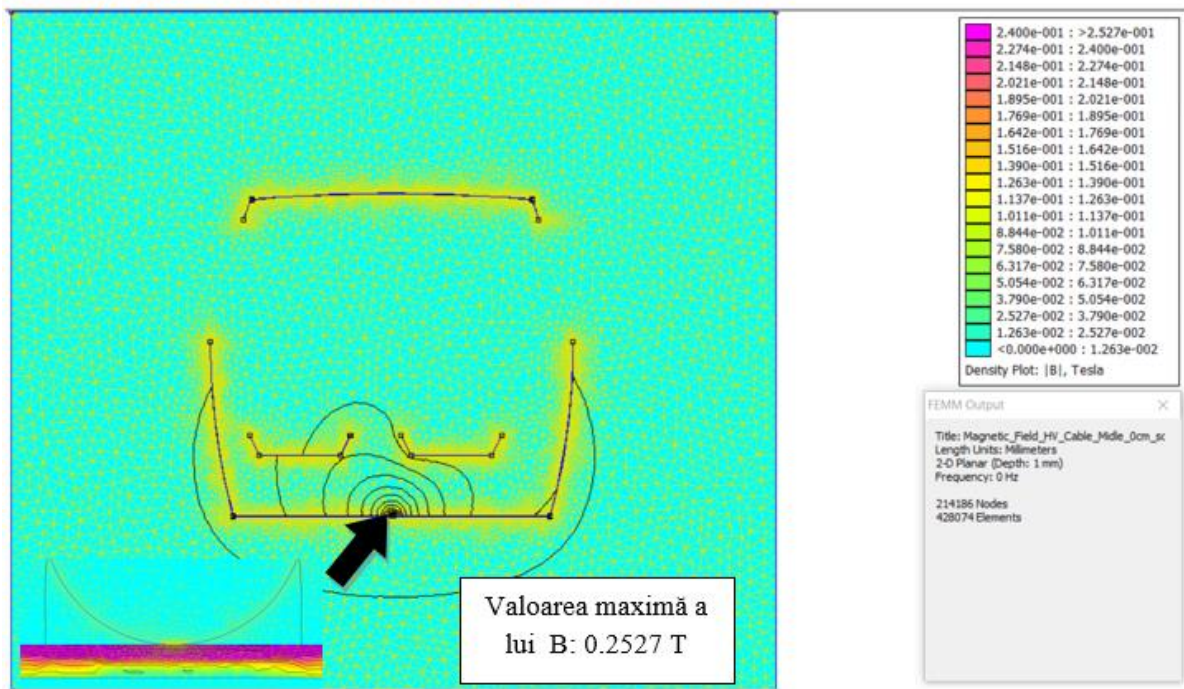 2.400e-001 : >2.527e-001
2.274e-001 : 2.400e-001
2.148e-001 : 2.274e-001
2.021e-001 : 2.148e-001
1.895e-001 : 2.021e-001
1.769e-001 : 1.895e-001
1.642e-001 : 1.769e-001
1.516e-001 : 1.642e-001
1.390e-001 : 1.516e-001
1.263e-001 : 1.390e-001
1.137e-001 : 1.263e-001
1.011e-001 : 1.137e-001
8.844e-002 : 1.011e-001
7.580e-002 : 8.844e-002
6.317e-002 : 7.580e-002
5.054e-002 : 6.317e-002
3.790e-002 : 5.054e-002
2.527e-002 : 3.790e-002
1.263e-002 : 2.527e-002
<0.000e+000 : 1.263e-002
Density Plot: |B|, Tesla
FEMM Output
Title: Magnetic_Field_HV_Cable_Midle_0cm_sc
Length Units: Millimeters
2-D Planar (Depth: 1 mm)
Frequency: 0 Hz
214186 Nodes
428074 Elements
Valoarea maximă a
lui B: 0.2527 T